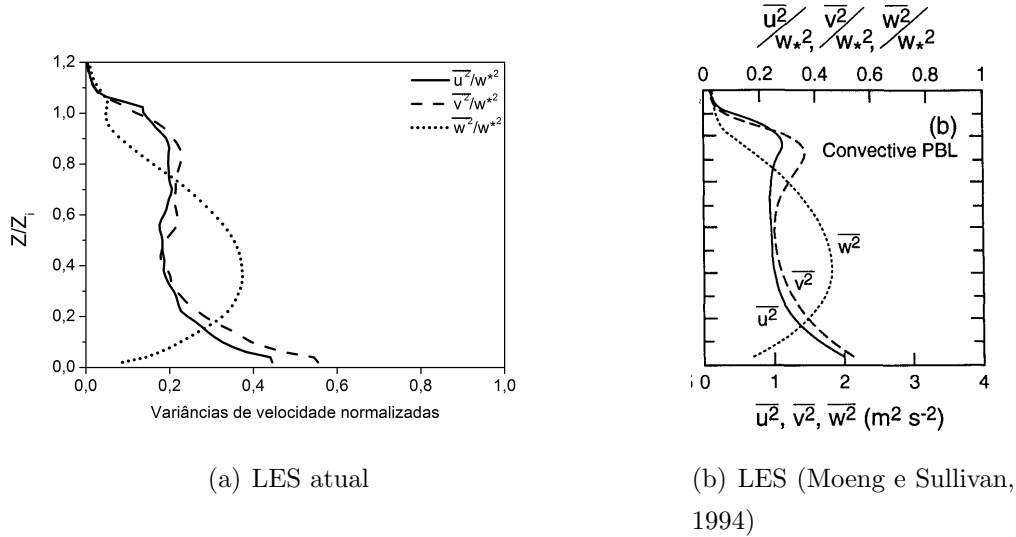 1,2
1,0
0,8
0,6
0,4
0,2
0,0
Z/Z_i
u²/w*²
v²/w*²
w²/w*²
0,0 0,2 0,4 0,6 0,8 1,0
Variâncias de velocidade normalizadas
(a) LES atual
u²/w*², v²/w*², w²/w*²
0 0.2 0.4 0.6 0.8 1
(b)
Convective PBL
w²
v²
u²
0 1 2 3 4
u², v², w² (m² s⁻²)
(b) LES (Moeng e Sullivan,
1994)